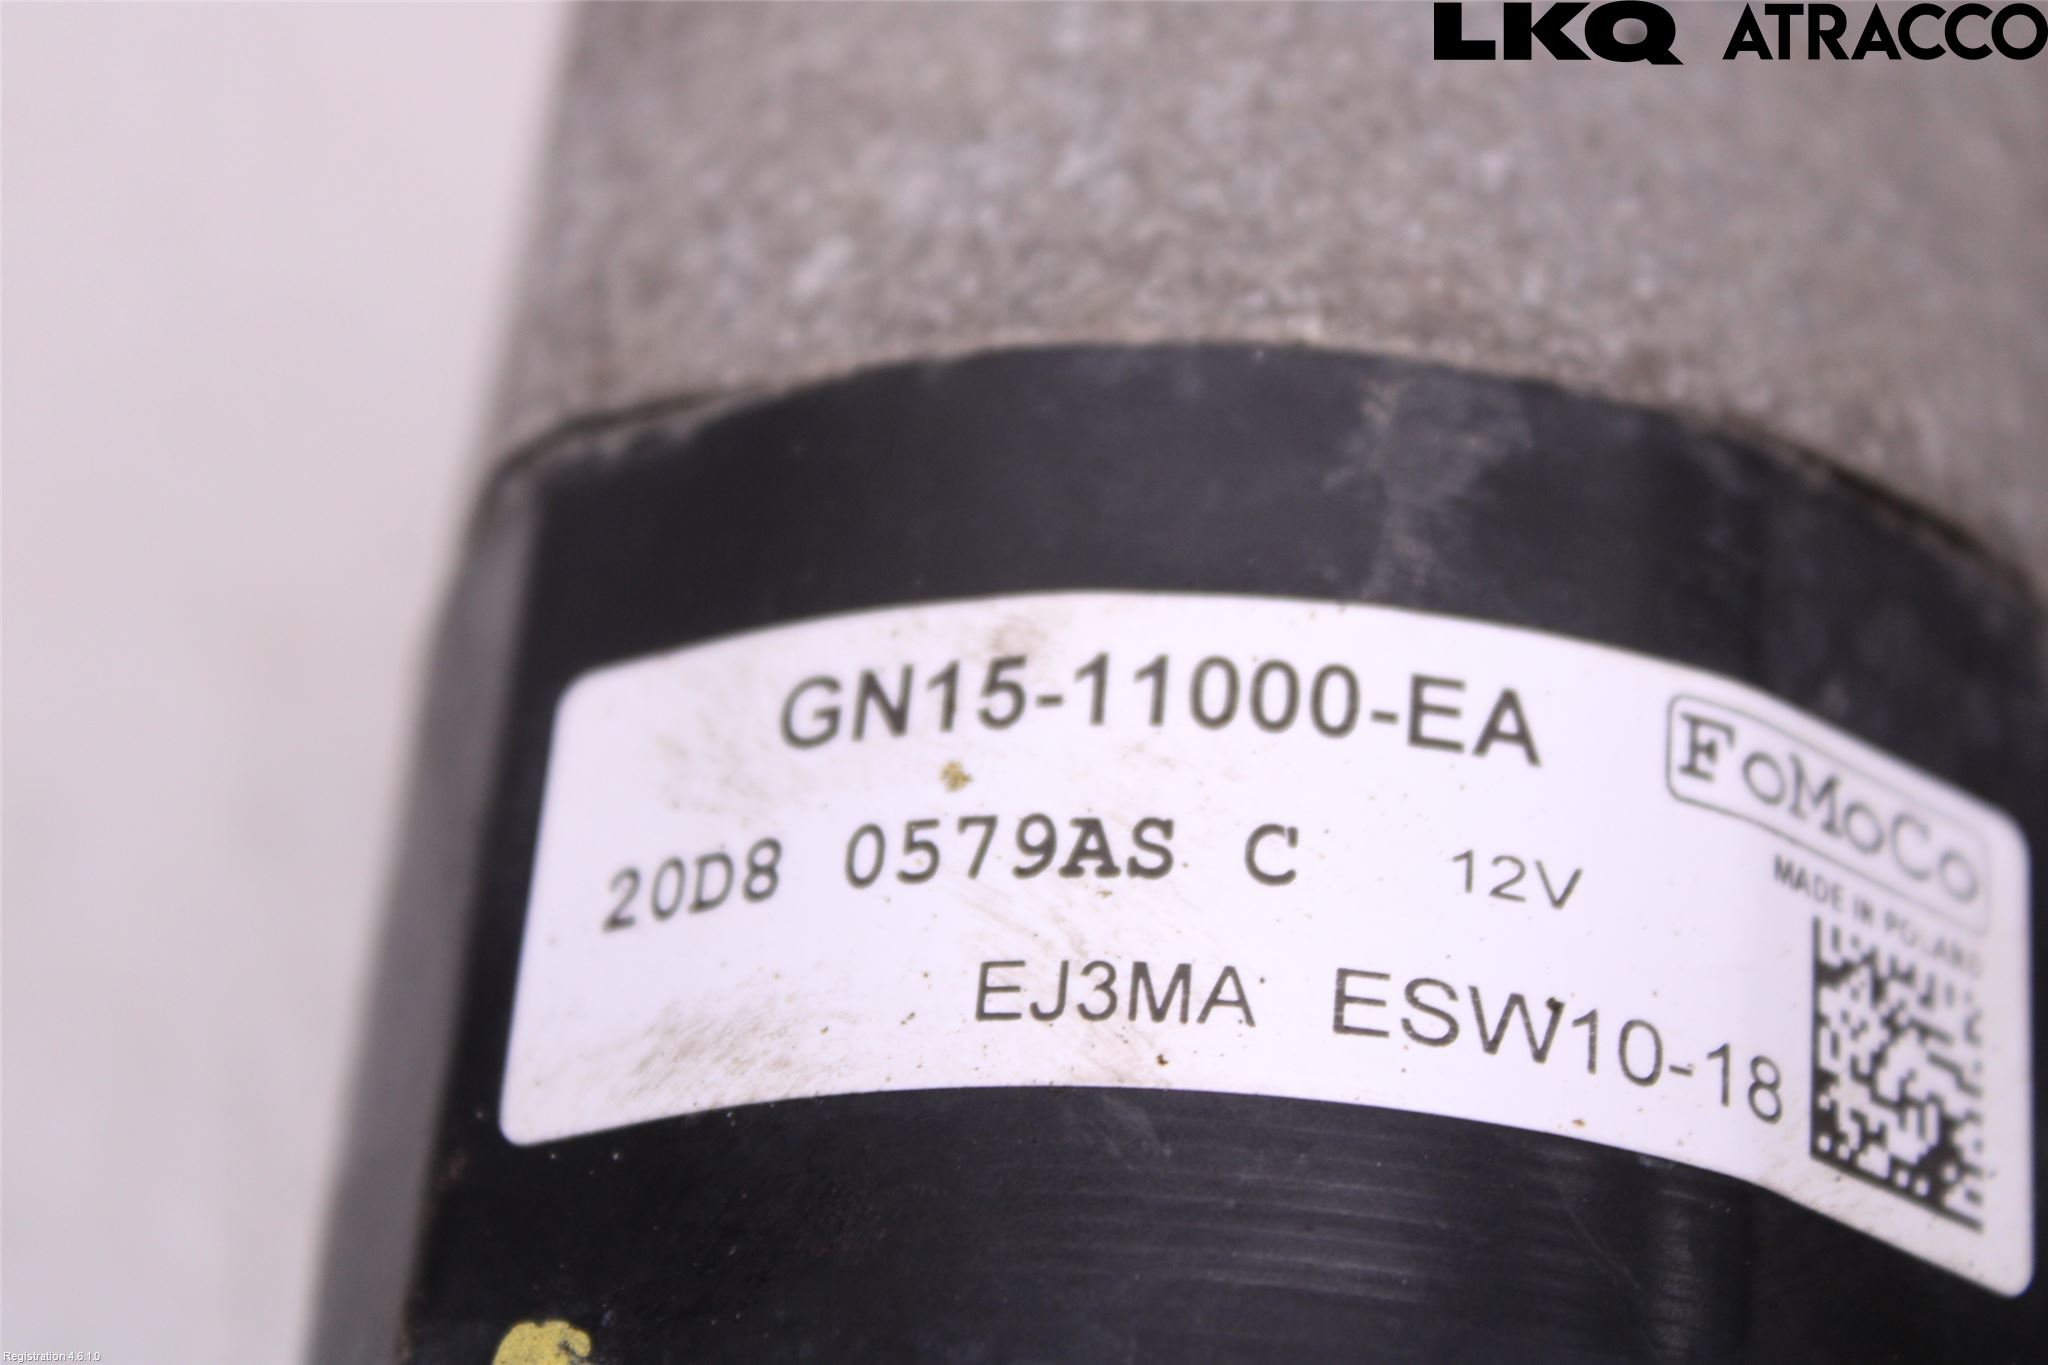 LKQ ATRACCO
GN15-11000-EA
FoMoCo
20D8 0579AS C 12V
MADE IN POLAND
EJ3MA ESW10-18
Registration 4.6.1.0